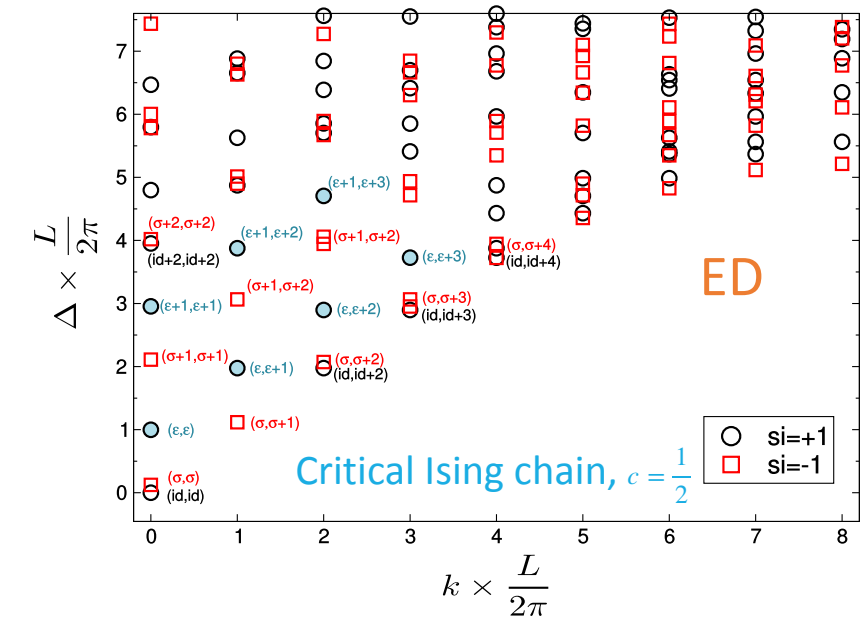 7
6
5
4
3
2
1
0
Δ × L/2π
(ε+1,ε+3)
(σ+2,σ+2)
(id+2,id+2)
(ε+1,ε+2)
(σ+1,σ+2)
(σ,σ+4)
(id,id+4)
(ε,ε+3)
(ε+1,ε+1)
(σ+1,σ+2)
(ε,ε+2)
(σ,σ+3)
(id,id+3)
(σ+1,σ+1)
(ε,ε+1)
(σ,σ+2)
(id,id+2)
(ε,ε)
(σ,σ+1)
(σ,σ)
(id,id)
ED
Critical Ising chain, c = 1/2
si=+1
si=-1
0 1 2 3 4 5 6 7 8
k × L/2π